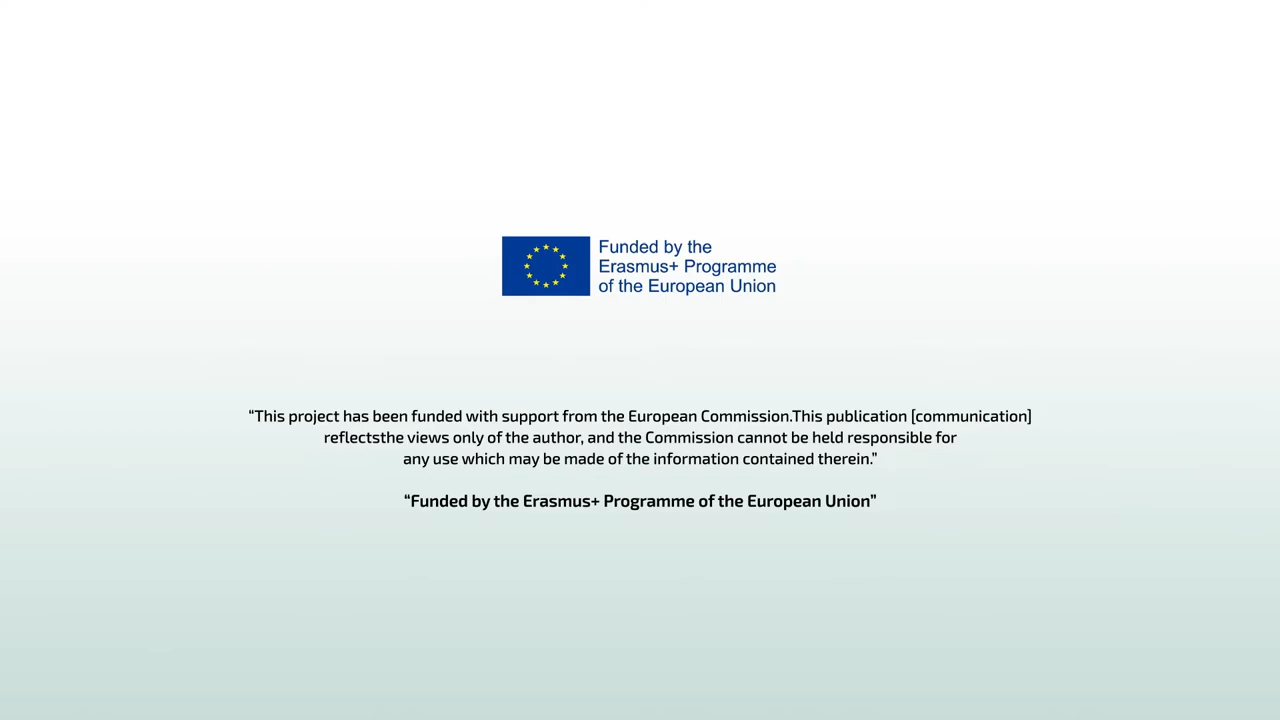 Funded by the
Erasmus+ Programme
of the European Union
“This project has been funded with support from the European Commission.This publication [communication]
reflectsthe views only of the author, and the Commission cannot be held responsible for
any use which may be made of the information contained therein.”
“Funded by the Erasmus+ Programme of the European Union”